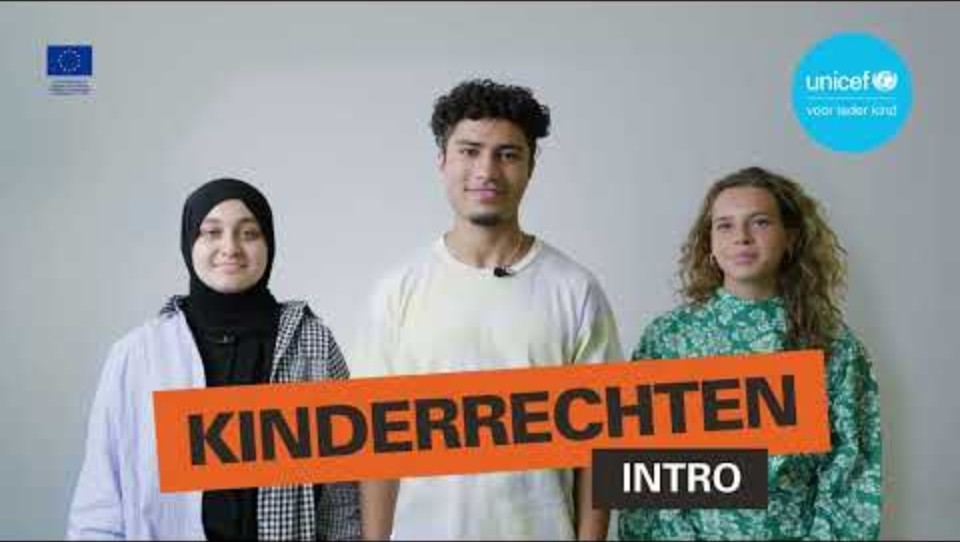 unicef
voor ieder kind
KINDERRECHTEN
INTRO